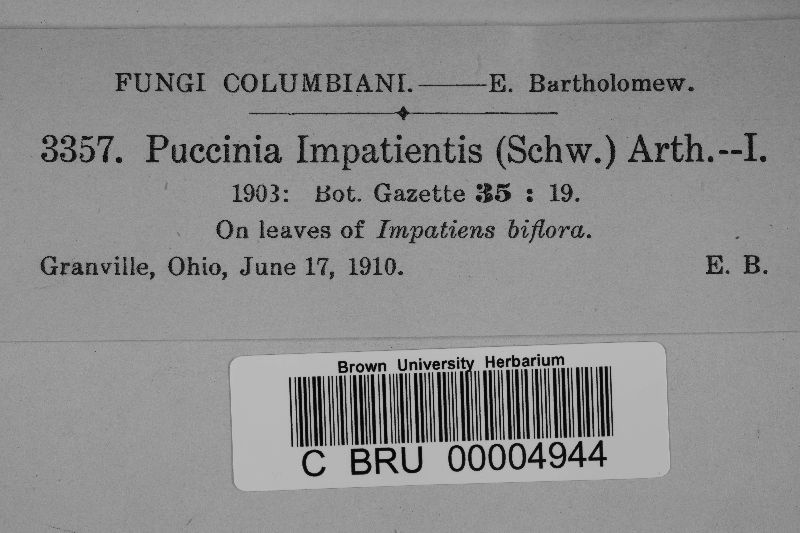 FUNGI COLUMBIANI.——E. Bartholomew.
3357. Puccinia Impatientis (Schw.) Arth.--I.
1903: Bot. Gazette 35 : 19.
On leaves of Impatiens biflora.
Granville, Ohio, June 17, 1910. E. B.
Brown University Herbarium
C BRU 00004944